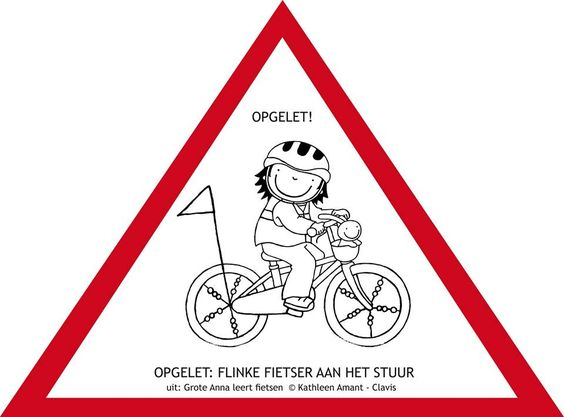 OPGELET!
OPGELET: FLINKE FIETSER AAN HET STUUR
uit: Grote Anna leert fietsen © Kathleen Amant - Clavis